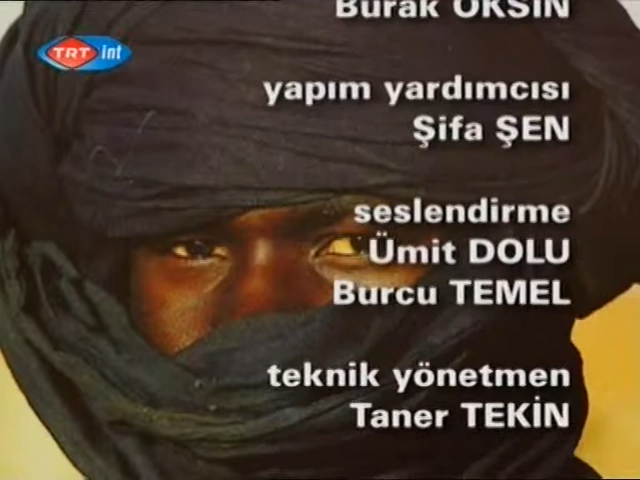 Burak ÖKSİN
TRT int
yapım yardımcısı
Şifa ŞEN
seslendirme
Ümit DOLU
Burcu TEMEL
teknik yönetmen
Taner TEKİN